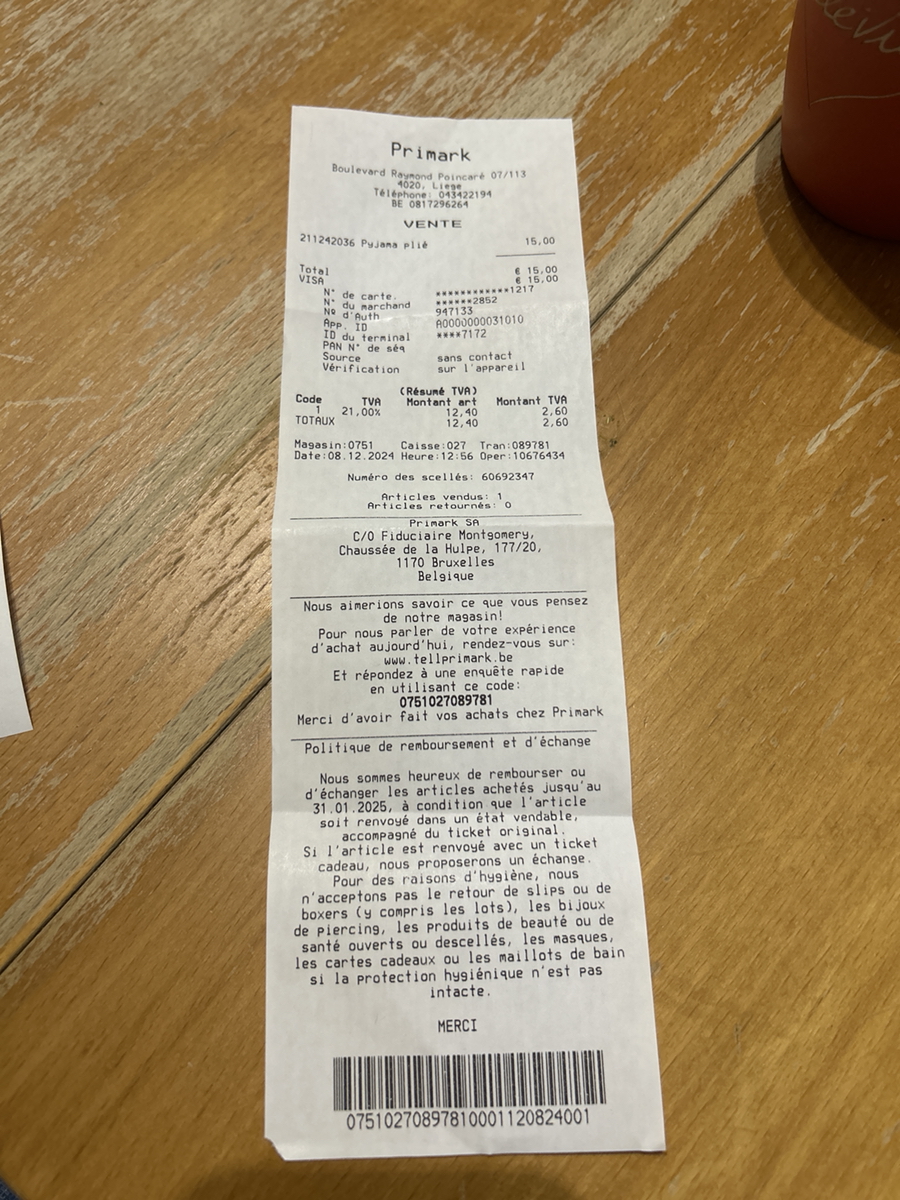 Primark
Boulevard Raymond Poincaré 07/113
4020, Liege
Téléphone: 043422194
BE 0817296264
VENTE
211242036 Pyjama plié 15,00
Total € 15,00
VISA € 15,00
N° de carte. ************1217
N° du marchand ******2852
Nº d'Auth 947133
App. ID A0000000031010
ID du terminal ****7172
PAN N° de séq
Source sans contact
Vérification sur l'appareil
(Résumé TVA)
Code TVA Montant art Montant TVA
1 21,00% 12,40 2,60
TOTAUX 12,40 2,60
Magasin:0751 Caisse:027 Tran:089781
Date:08.12.2024 Heure:12:56 Oper:10676434
Numéro des scellés: 60692347
Articles vendus: 1
Articles retournés: 0
Primark SA
C/O Fiduciaire Montgomery,
Chaussée de la Hulpe, 177/20,
1170 Bruxelles
Belgique
Nous aimerions savoir ce que vous pensez
de notre magasin!
Pour nous parler de votre expérience
d'achat aujourd'hui, rendez-vous sur:
www.tellprimark.be
Et répondez à une enquête rapide
en utilisant ce code:
0751027089781
Merci d'avoir fait vos achats chez Primark
Politique de remboursement et d'échange
Nous sommes heureux de rembourser ou
d'échanger les articles achetés jusqu'au
31.01.2025, à condition que l'article
soit renvoyé dans un état vendable,
accompagné du ticket original.
Si l'article est renvoyé avec un ticket
cadeau, nous proposerons un échange.
Pour des raisons d'hygiène, nous
n'acceptons pas le retour de slips ou de
boxers (y compris les lots), les bijoux
de piercing, les produits de beauté ou de
santé ouverts ou descellés, les masques,
les cartes cadeaux ou les maillots de bain
si la protection hygiénique n'est pas
intacte.
MERCI
07510270897810001120824001